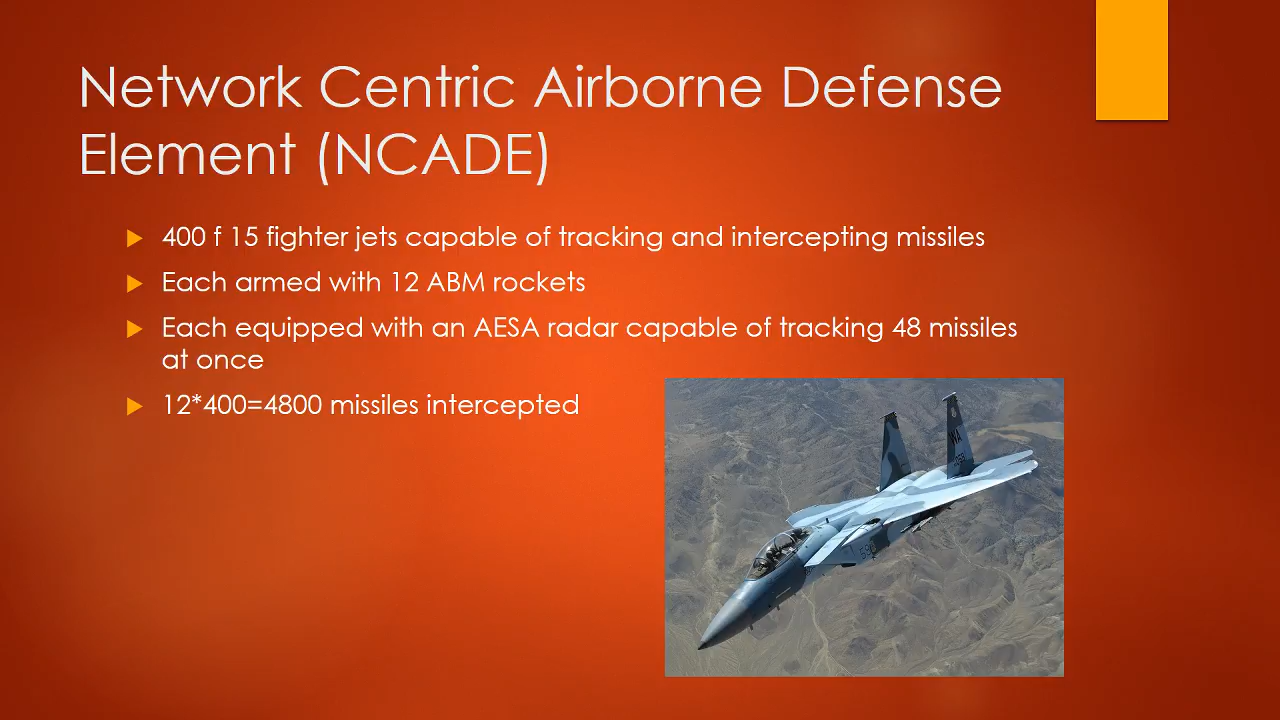 Network Centric Airborne Defense
Element (NCADE)
400 f 15 fighter jets capable of tracking and intercepting missiles
Each armed with 12 ABM rockets
Each equipped with an AESA radar capable of tracking 48 missiles
at once
12*400=4800 missiles intercepted
WA